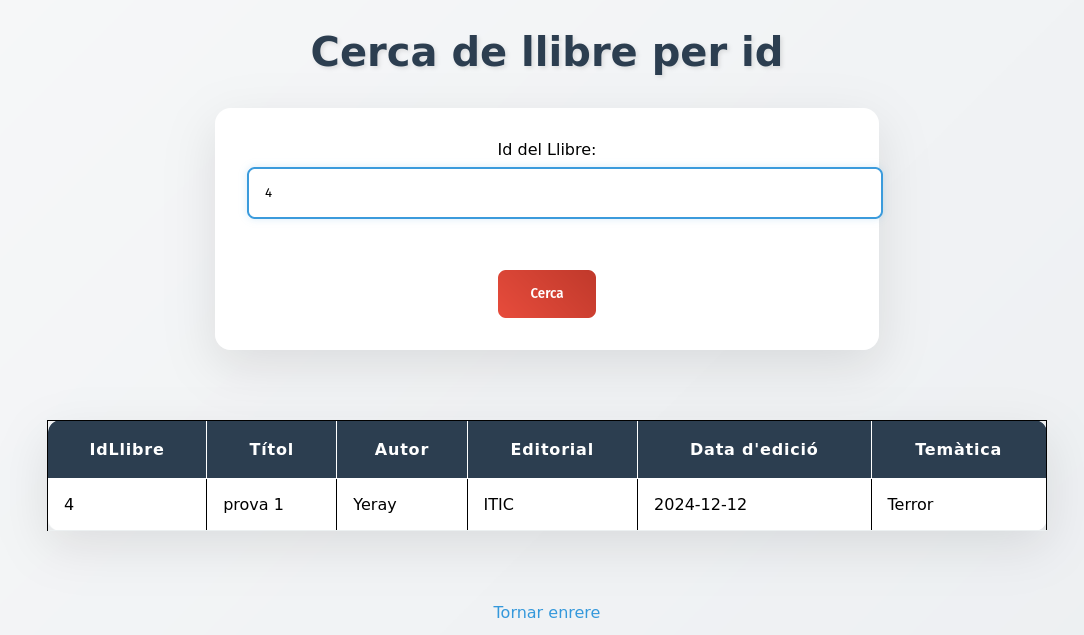 Cerca de llibre per id
Id del Llibre:
4
Cerca
IdLlibre Títol Autor Editorial Data d'edició Temàtica
4 prova 1 Yeray ITIC 2024-12-12 Terror
Tornar enrere